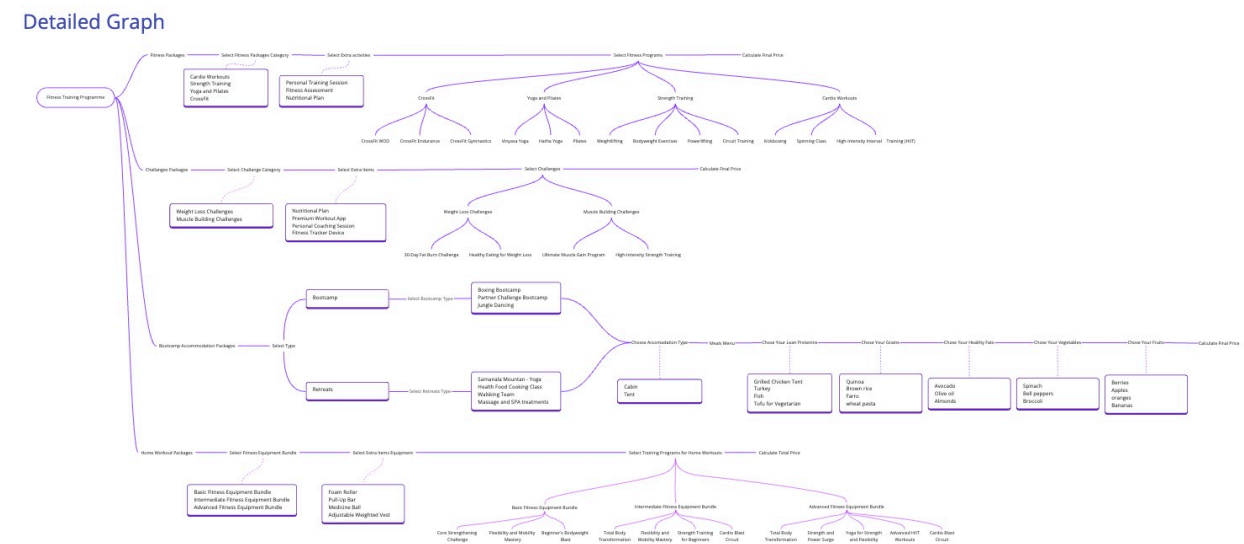 Detailed Graph
Fitness Training Programme
Fitness Packages
Select Fitness Packages Category
Select Extra activities
Select Fitness Programs
Calculate Final Price
Cardio Workouts
Strength Training
Yoga and Pilates
CrossFit
Personal Training Session
Fitness Assessment
Nutritional Plan
CrossFit
Yoga and Pilates
Strength Training
Cardio Workouts
CrossFit WOD
CrossFit Endurance
CrossFit Gymnastics
Vinyasa Yoga
Hatha Yoga
Pilates
Weightlifting
Bodyweight Exercises
Powerlifting
Circuit Training
Kickboxing
Spinning Class
High-Intensity Interval Training (HIIT)
Challenges Packages
Select Challenge Category
Select Extra Items
Select Challenges
Calculate Final Price
Weight Loss Challenges
Muscle Building Challenges
Nutritional Plan
Premium Workout App
Personal Coaching Session
Fitness Tracker Device
Weight Loss Challenges
Muscle Building Challenges
30-Day Fat Burn Challenge
Healthy Eating for Weight Loss
Ultimate Muscle Gain Program
High-Intensity Strength Training
Bootcamp Accommodation Packages
Select Type
Bootcamp
Select Bootcamp Type
Boxing Bootcamp
Partner Challenge Bootcamp
Jungle Dancing
Retreats
Select Retreats Type
Samanala Mountan - Yoga
Health Food Cooking Class
Walsking Team
Massage and SPA treatments
Choose Accomodation Type
Cabin
Tent
Meals Menu
Chose Your Lean Preteins
Grilled Chicken Tent
Turkey
Fish
Tofu for Vegetarian
Chose Your Grains
Quinoa
Brown rice
Farro
wheat pasta
Chose Your Healthy Fats
Avocado
Olive oil
Almonds
Chose Your Vegetables
Spinach
Bell peppers
Broccoli
Chose Your Fruits
Berries
Apples
oranges
Bananas
Calculate Final Price
Home Workout Packages
Select Fitness Equipment Bundle
Select Extra Items Equipment
Select Training Programs for Home Workouts
Calculate Total Price
Basic Fitness Equipment Bundle
Intermediate Fitness Equipment Bundle
Advanced Fitness Equipment Bundle
Foam Roller
Pull-Up Bar
Medicine Ball
Adjustable Weighted Vest
Basic Fitness Equipment Bundle
Intermediate Fitness Equipment Bundle
Advanced Fitness Equipment Bundle
Core Strengthening
Challenge
Flexibility and Mobility
Mastery
Beginner's Bodyweight
Blast
Total Body
Transformation
Flexibility and
Mobility Mastery
Strength Training
for Beginners
Cardio Blast
Circuit
Total Body
Transformation
Strength and
Power Surge
Yoga for Strength
and Flexibility
Advanced HIIT
Workouts
Cardio Blast
Circuit